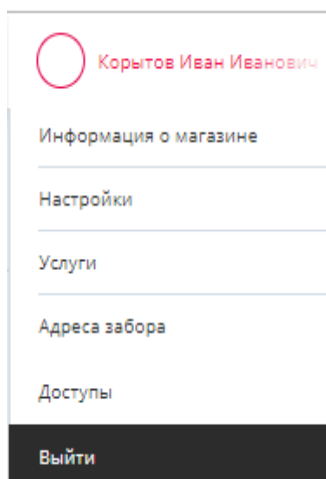 Корытов Иван Иванович
Информация о магазине
Настройки
Услуги
Адреса забора
Доступы
Выйти